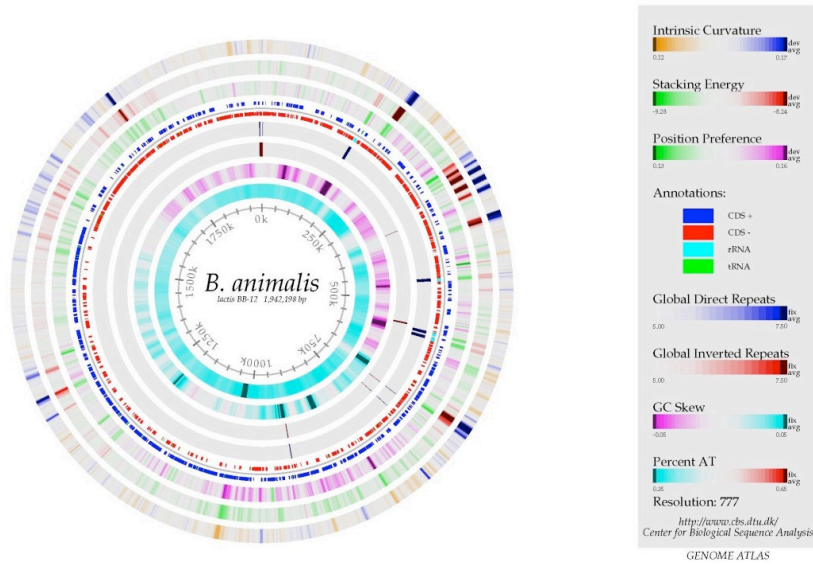 0k
250k
500k
750k
1000k
1250k
1500k
1750k
B. animalis
lactis BB-12 1,942,198 bp
Intrinsic Curvature
dev
avg
0.12 0.17
Stacking Energy
dev
avg
-9.28 -8.24
Position Preference
dev
avg
0.13 0.16
Annotations:
CDS +
CDS -
rRNA
tRNA
Global Direct Repeats
fix
avg
5.00 7.50
Global Inverted Repeats
fix
avg
5.00 7.50
GC Skew
fix
avg
-0.05 0.05
Percent AT
fix
avg
0.35 0.45
Resolution: 777
http://www.cbs.dtu.dk/
Center for Biological Sequence Analysis
GENOME ATLAS